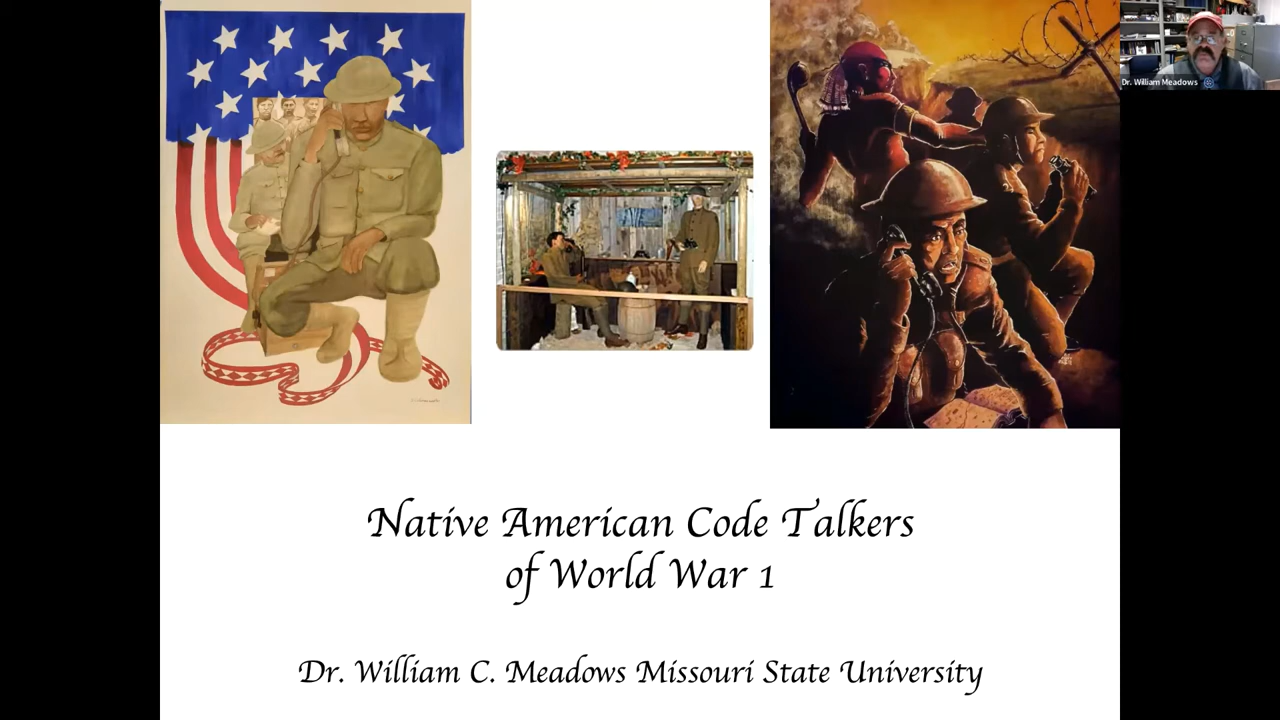 Dr. William Meadows
Native American Code Talkers
of World War 1
Dr. William C. Meadows Missouri State University